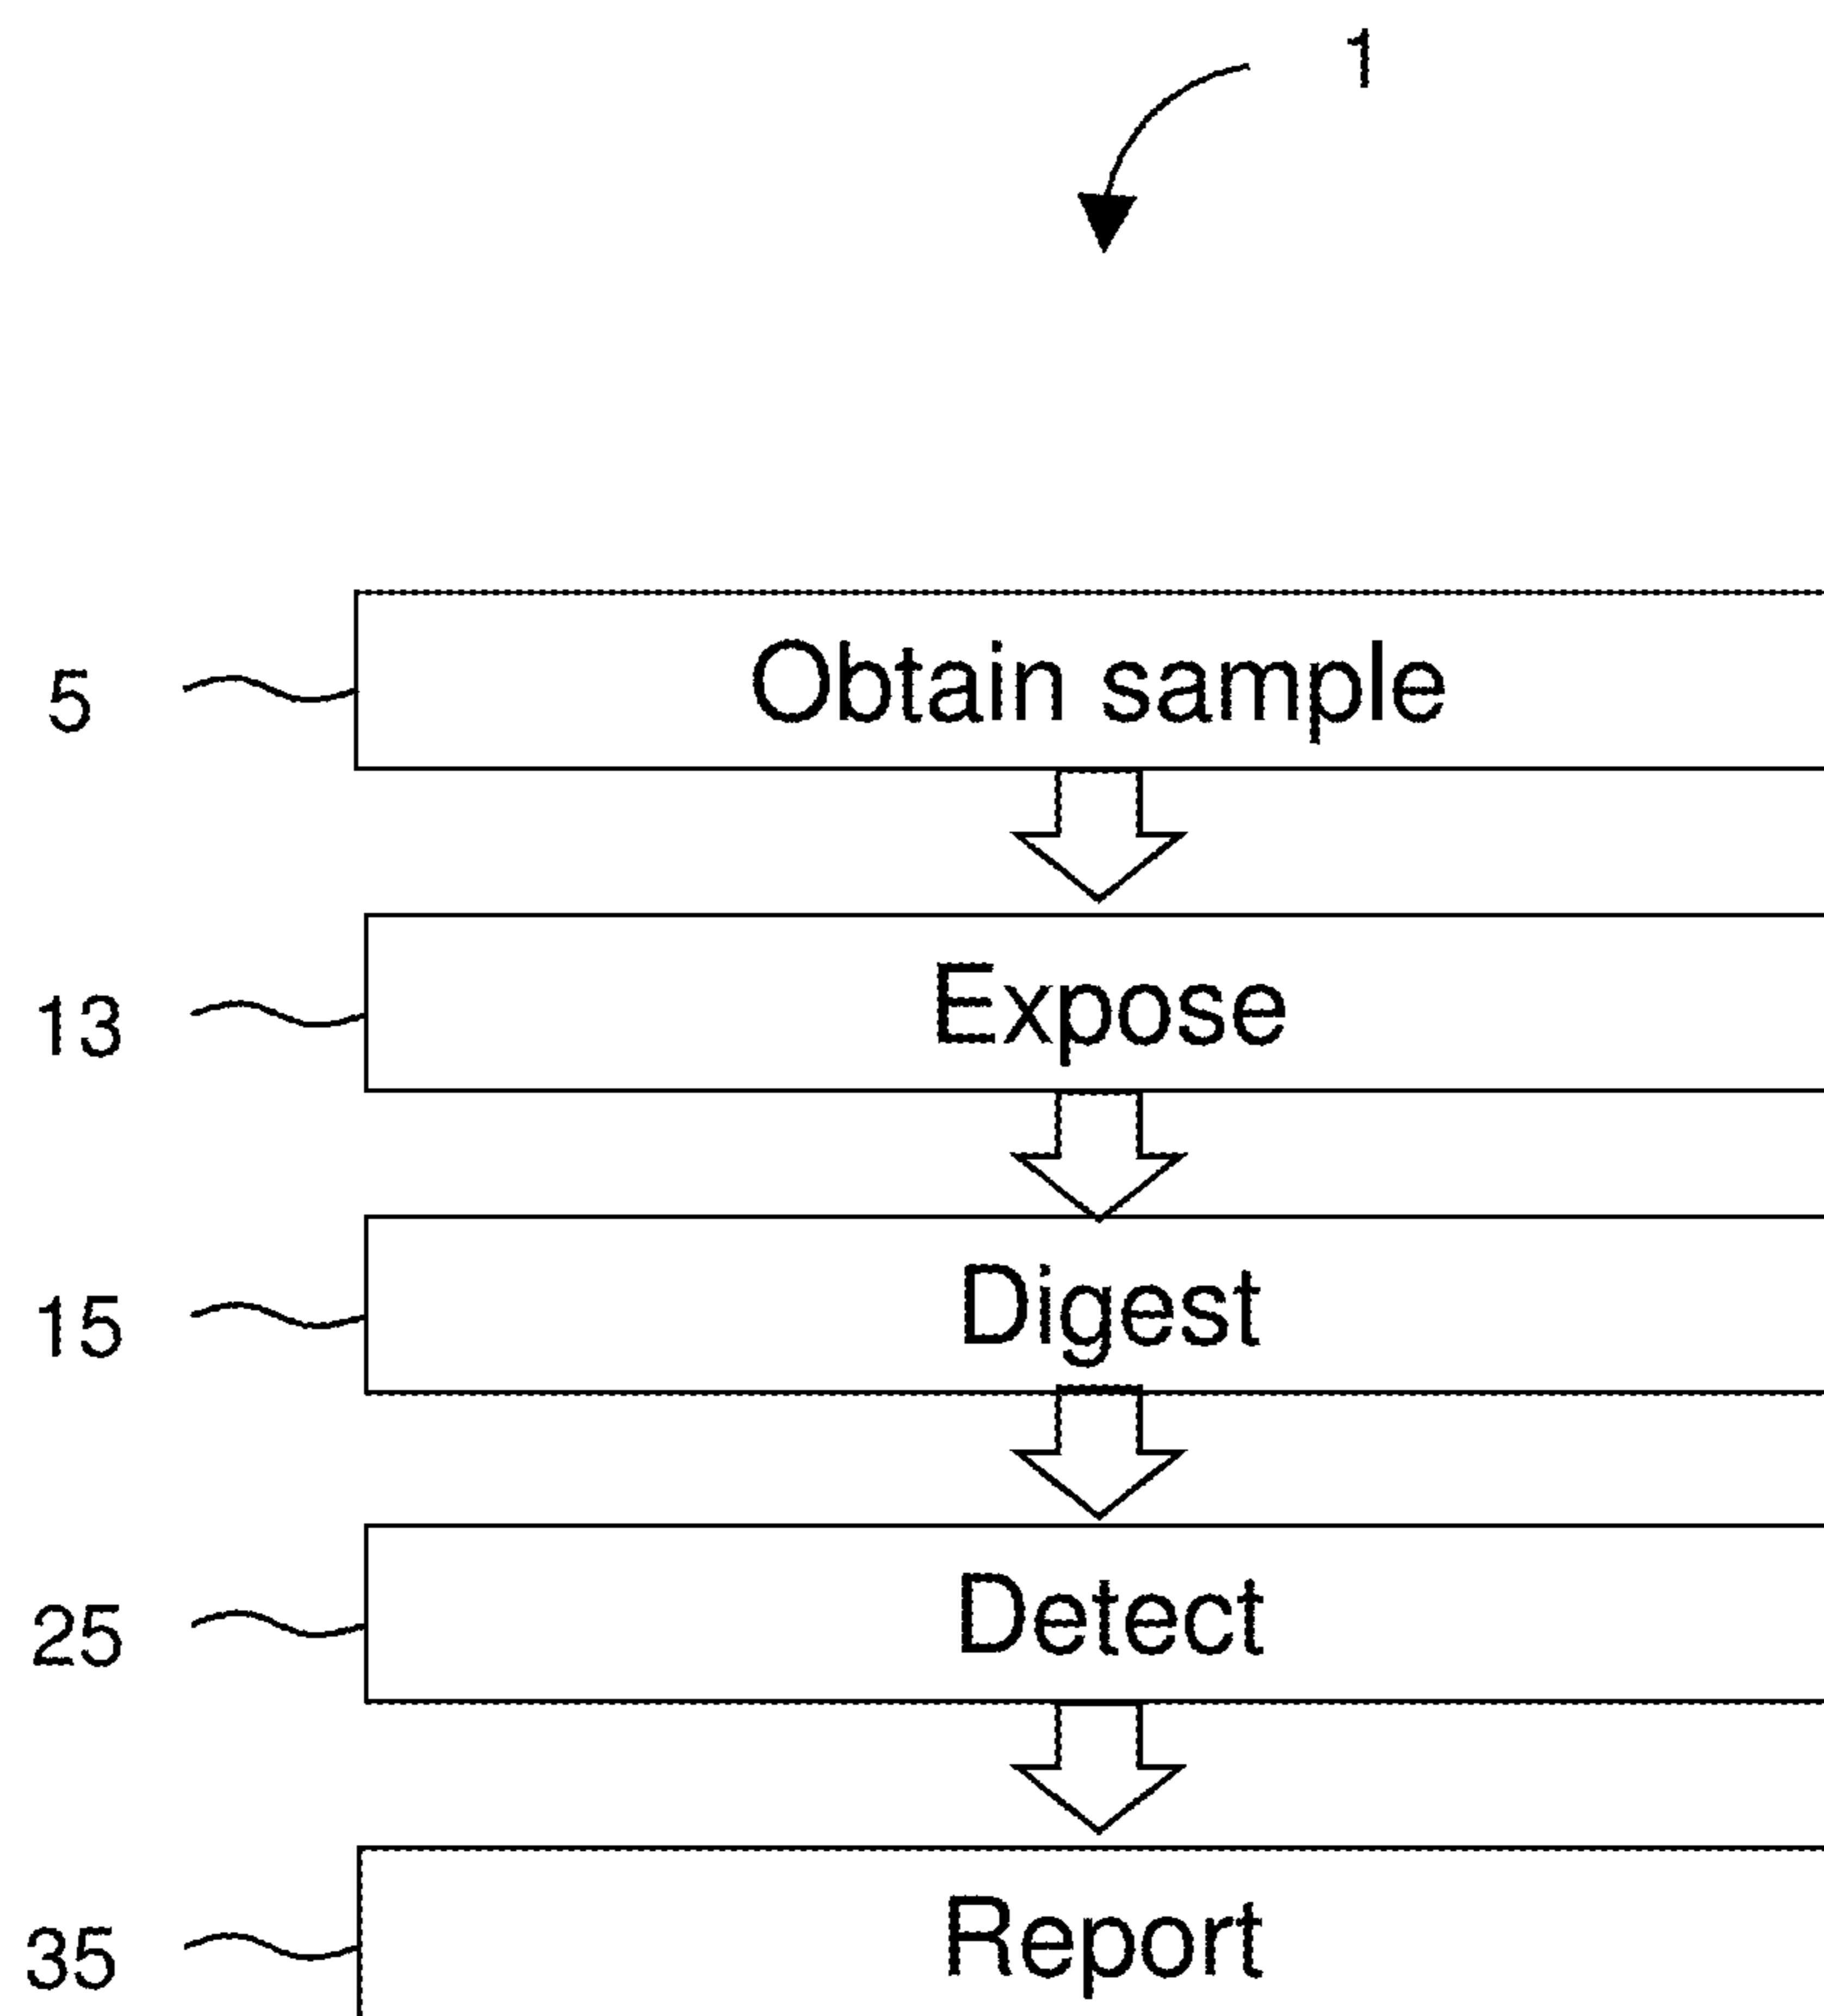 1
5 Obtain sample
13 Expose
15 Digest
25 Detect
35 Report